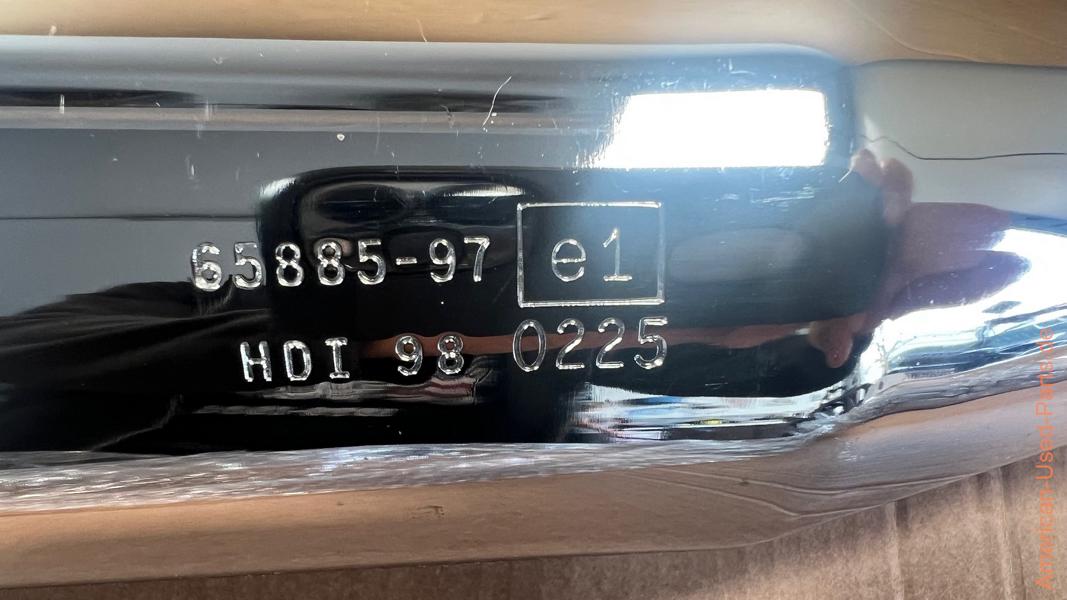 65885-97 e1
HDI 98 0225
American-Used-Parts.de